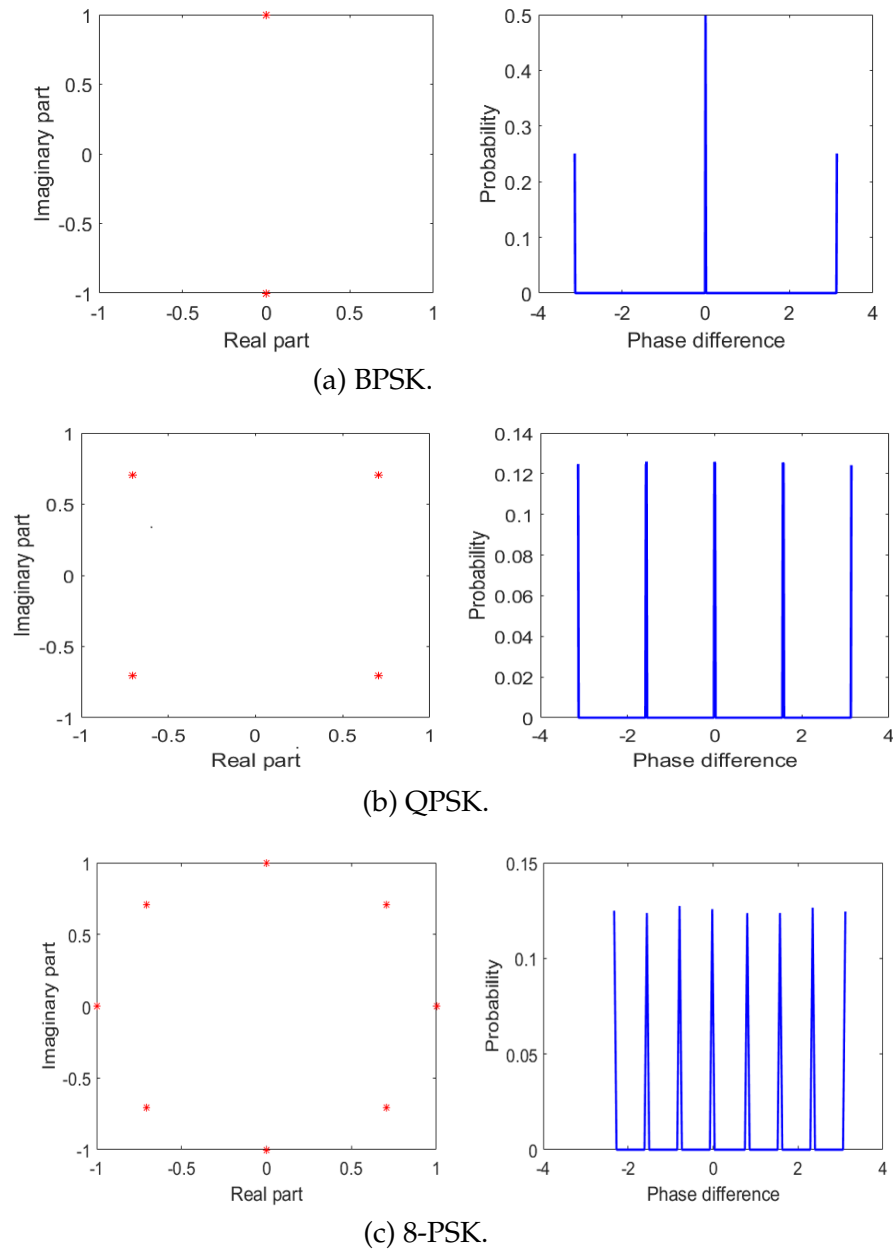 1
0.5
0
-0.5
-1
-1 -0.5 0 0.5 1
Imaginary part
Real part
0.5
0.4
0.3
0.2
0.1
0
-4 -2 0 2 4
Probability
Phase difference
(a) BPSK.
1
0.5
0
-0.5
-1
-1 -0.5 0 0.5 1
Imaginary part
Real part
0.14
0.12
0.1
0.08
0.06
0.04
0.02
0
-4 -2 0 2 4
Probability
Phase difference
(b) QPSK.
1
0.5
0
-0.5
-1
-1 -0.5 0 0.5 1
Imaginary part
Real part
0.15
0.1
0.05
0
-4 -2 0 2 4
Probability
Phase difference
(c) 8-PSK.